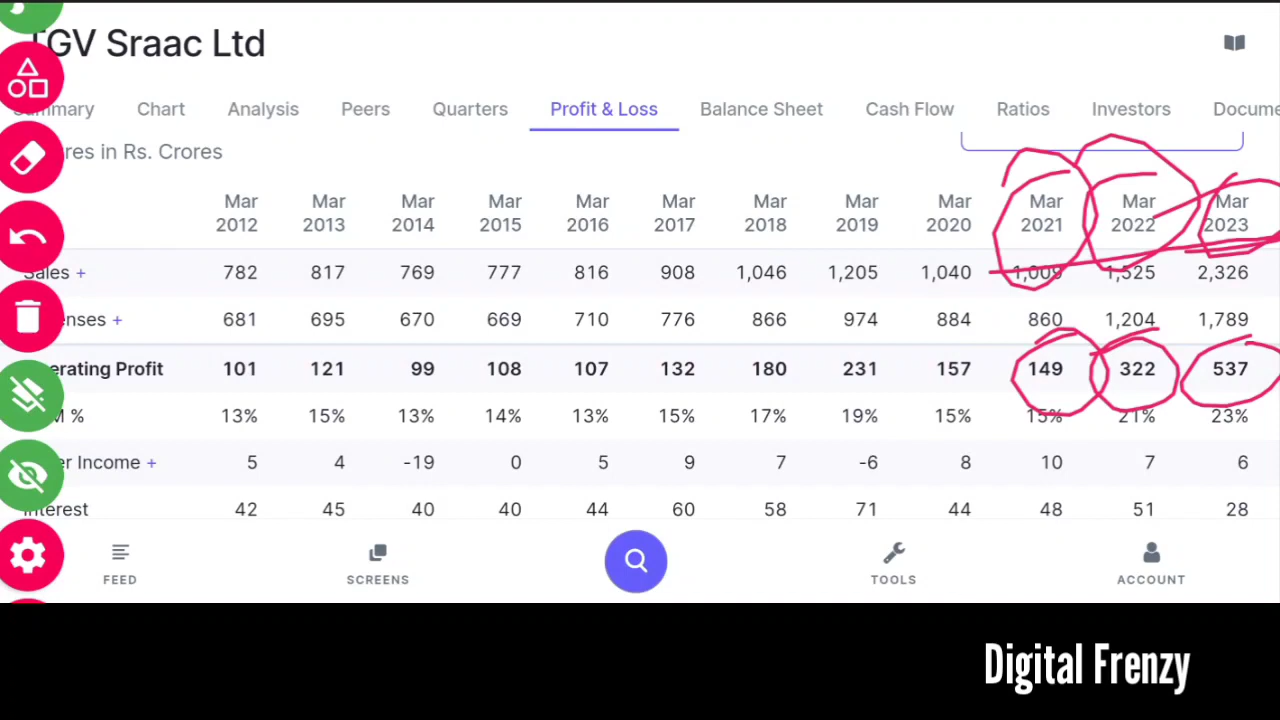 TGV Sraac Ltd
Summary Chart Analysis Peers Quarters Profit & Loss Balance Sheet Cash Flow Ratios Investors Docume
res in Rs. Crores
Mar 2012 Mar 2013 Mar 2014 Mar 2015 Mar 2016 Mar 2017 Mar 2018 Mar 2019 Mar 2020 Mar 2021 Mar 2022 Mar 2023
Sales + 782 817 769 777 816 908 1,046 1,205 1,040 1,009 1,525 2,326
enses + 681 695 670 669 710 776 866 974 884 860 1,204 1,789
erating Profit 101 121 99 108 107 132 180 231 157 149 322 537
M % 13% 15% 13% 14% 13% 15% 17% 19% 15% 15% 21% 23%
er Income + 5 4 -19 0 5 9 7 -6 8 10 7 6
Interest 42 45 40 40 44 60 58 71 44 48 51 28
FEED SCREENS TOOLS ACCOUNT
Digital Frenzy